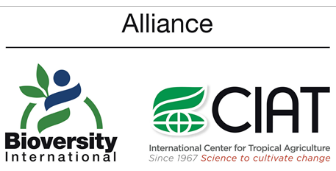 Alliance
Bioversity
International
CIAT
International Center for Tropical Agriculture
Since 1967 Science to cultivate change